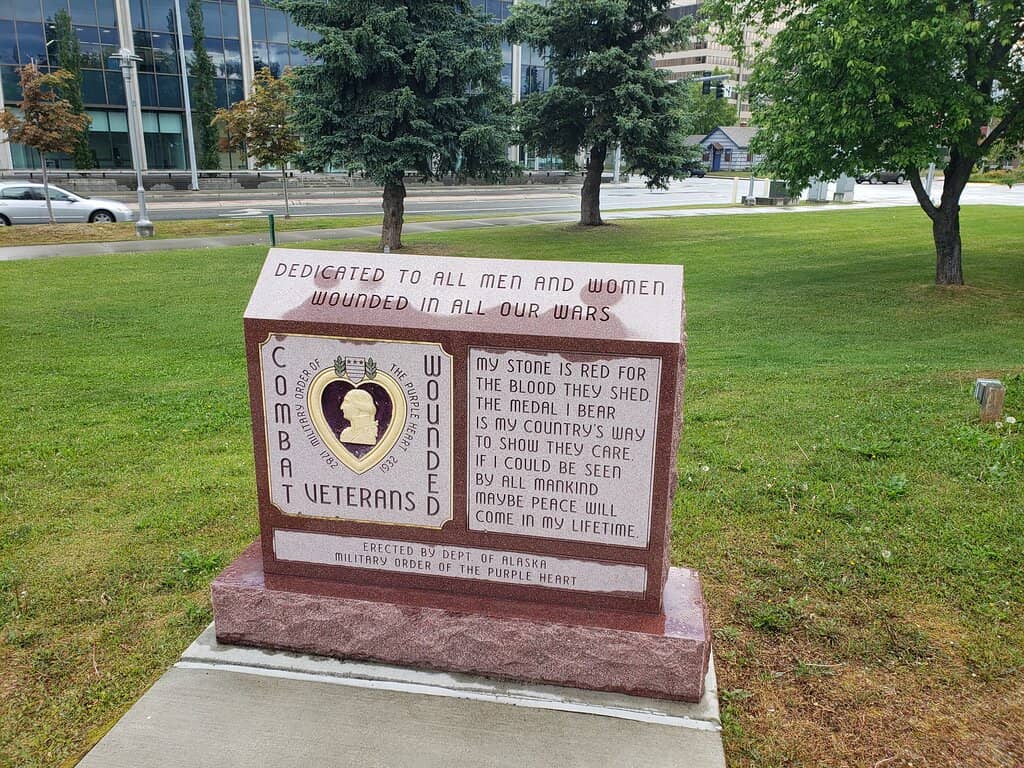 DEDICATED TO ALL MEN AND WOMEN
WOUNDED IN ALL OUR WARS
COMBAT
WOUNDED
VETERANS
MILITARY ORDER OF
THE PURPLE HEART
1782
1932
MY STONE IS RED FOR
THE BLOOD THEY SHED.
THE MEDAL I BEAR
IS MY COUNTRY'S WAY
TO SHOW THEY CARE.
IF I COULD BE SEEN
BY ALL MANKIND
MAYBE PEACE WILL
COME IN MY LIFETIME.
ERECTED BY DEPT. OF ALASKA
MILITARY ORDER OF THE PURPLE HEART